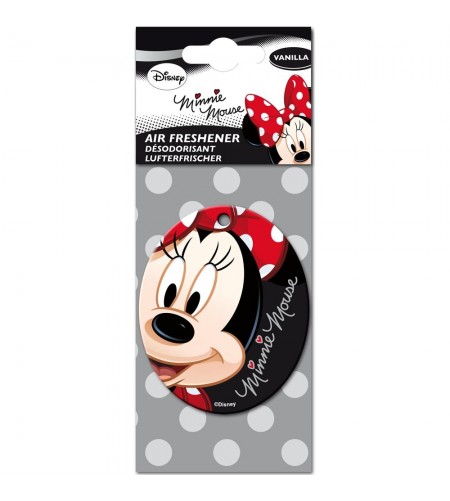 Disney
VANILLA
Minnie
Mouse
AIR FRESHENER
DÉSODORISANT
LUFTERFRISCHER
Minnie Mouse
©Disney